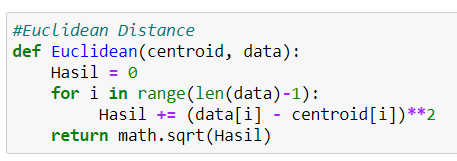 #Euclidean Distance
def Euclidean(centroid, data):
    Hasil = 0
    for i in range(len(data)-1):
         Hasil += (data[i] - centroid[i])**2
    return math.sqrt(Hasil)